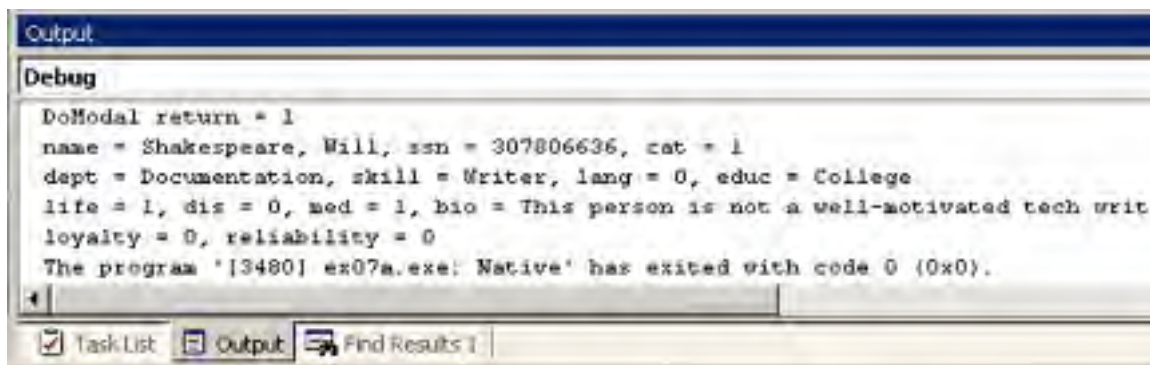 Output
Debug
DoModal return = 1
name = Shakespeare, Will, ssn = 307806636, cat = 1
dept = Documentation, skill = Writer, lang = 0, educ = College
life = 1, dis = 0, med = 1, bio = This person is not a well-motivated tech writ
loyalty = 0, reliability = 0
The program '[3480] ex07a.exe: Native' has exited with code 0 (0x0).
Task List Output Find Results 1